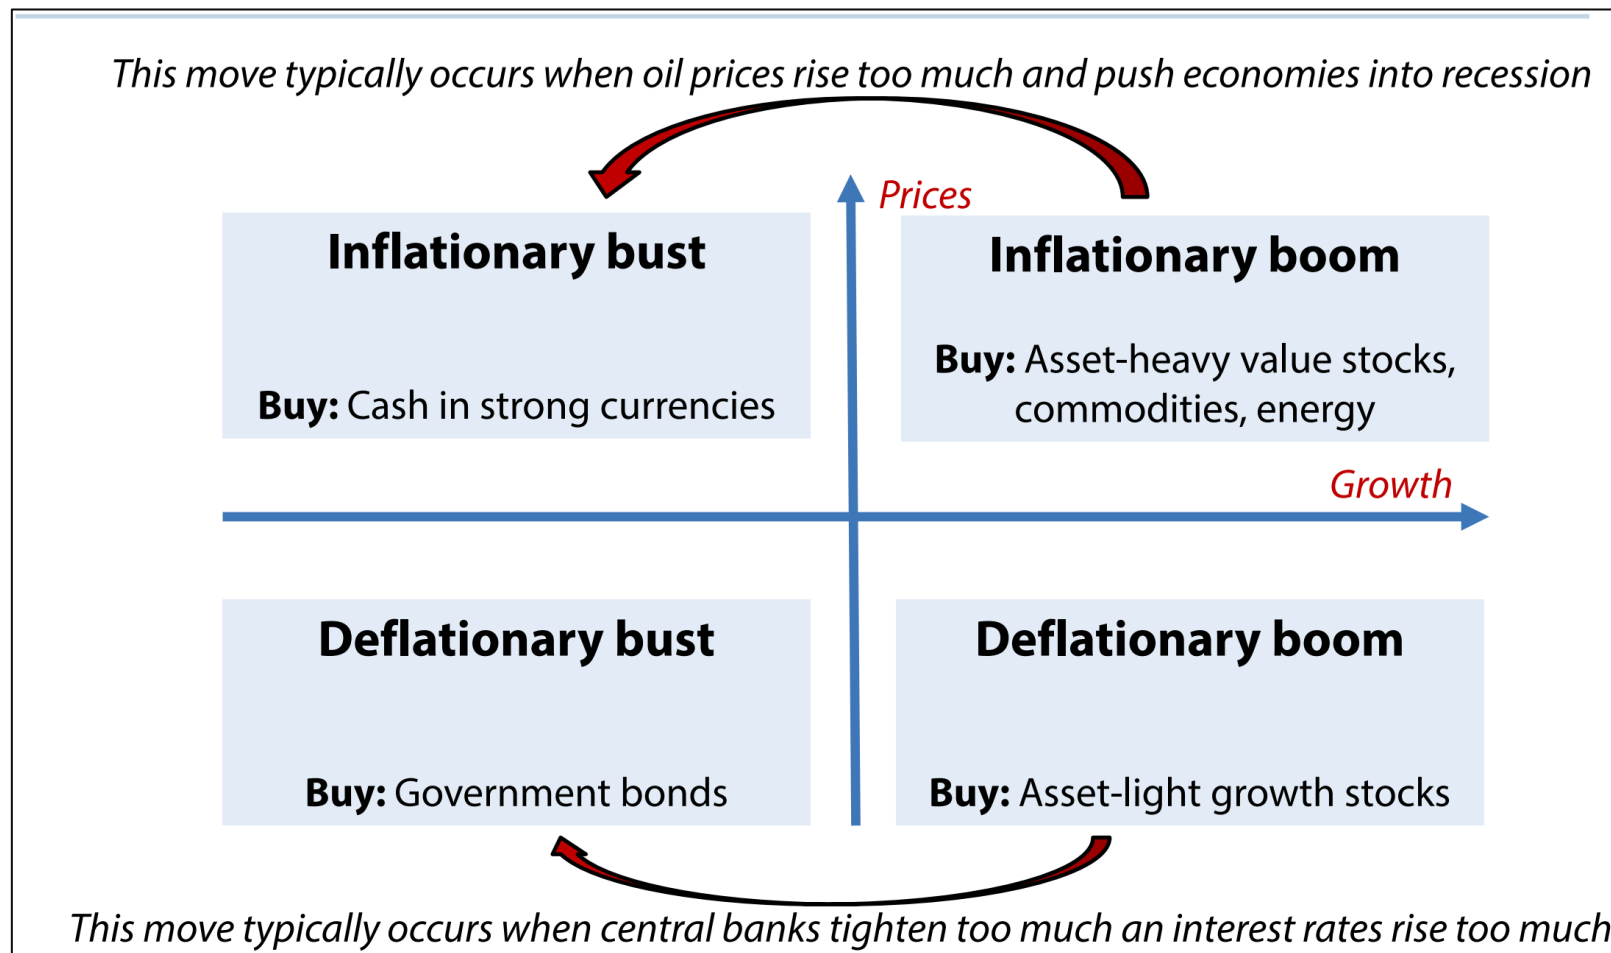 This move typically occurs when oil prices rise too much and push economies into recession
Prices
Inflationary bust
Buy: Cash in strong currencies
Inflationary boom
Buy: Asset-heavy value stocks,
commodities, energy
Growth
Deflationary bust
Buy: Government bonds
Deflationary boom
Buy: Asset-light growth stocks
This move typically occurs when central banks tighten too much an interest rates rise too much